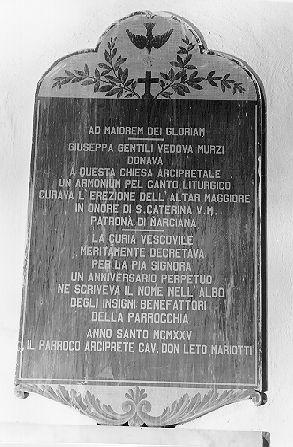 AD MAIOREM DEI GLORIAM
GIUSEPPA GENTILI VEDOVA MURZI
DONAVA
A QUESTA CHIESA ARCIPRETALE
UN ARMONIUM PEL CANTO LITURGICO
CURAVA L'EREZIONE DELL'ALTAR MAGGIORE
IN ONORE DI S. CATERINA V. M.
PATRONA DI MARCIANA
LA CURIA VESCOVILE
MERITAMENTE DECRETAVA
PER LA PIA SIGNORA
UN ANNIVERSARIO PERPETUO
NE SCRIVEVA IL NOME NELL'ALBO
DEGLI INSIGNI BENEFATTORI
DELLA PARROCCHIA
ANNO SANTO MCMXXV
IL PARROCO ARCIPRETE CAV. DON LETO MARIOTTI